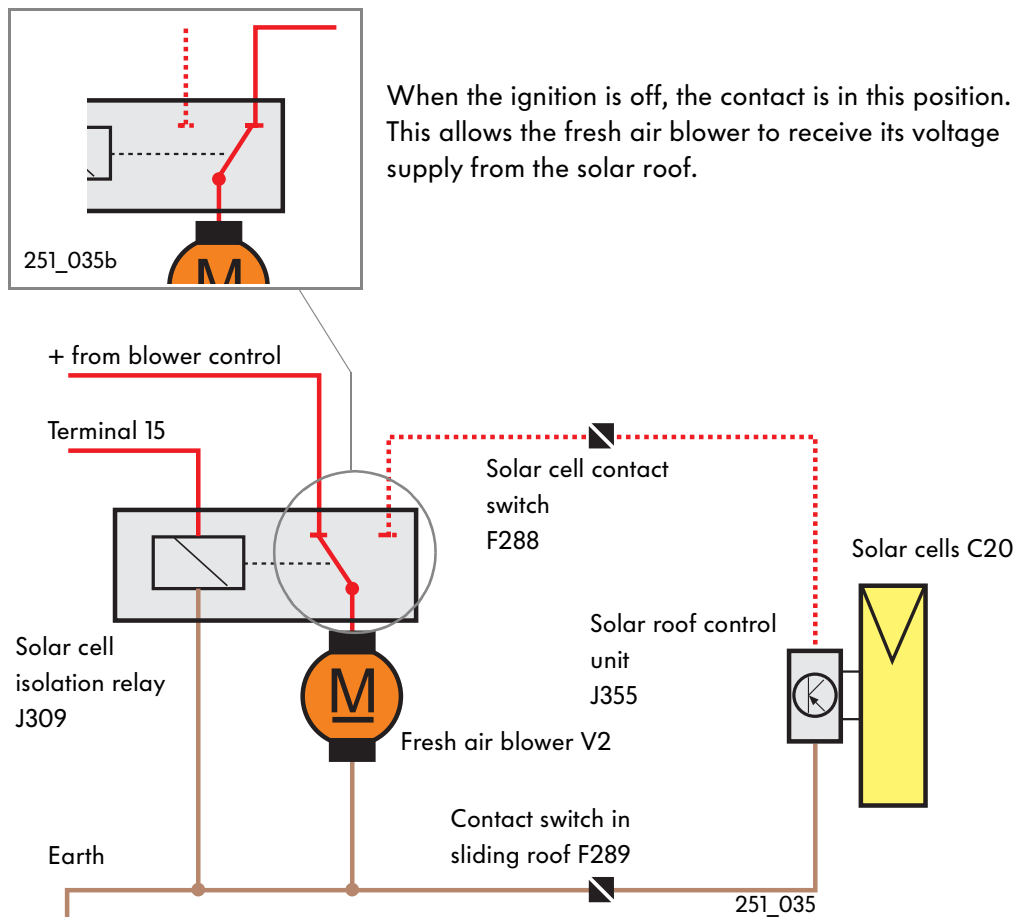 When the ignition is off, the contact is in this position.
This allows the fresh air blower to receive its voltage
supply from the solar roof.
251_035b
M
+ from blower control
Terminal 15
Solar cell contact
switch
F288
Solar cells C20
Solar cell
isolation relay
J309
Solar roof control
unit
J355
M
Fresh air blower V2
Contact switch in
sliding roof F289
Earth
251_035